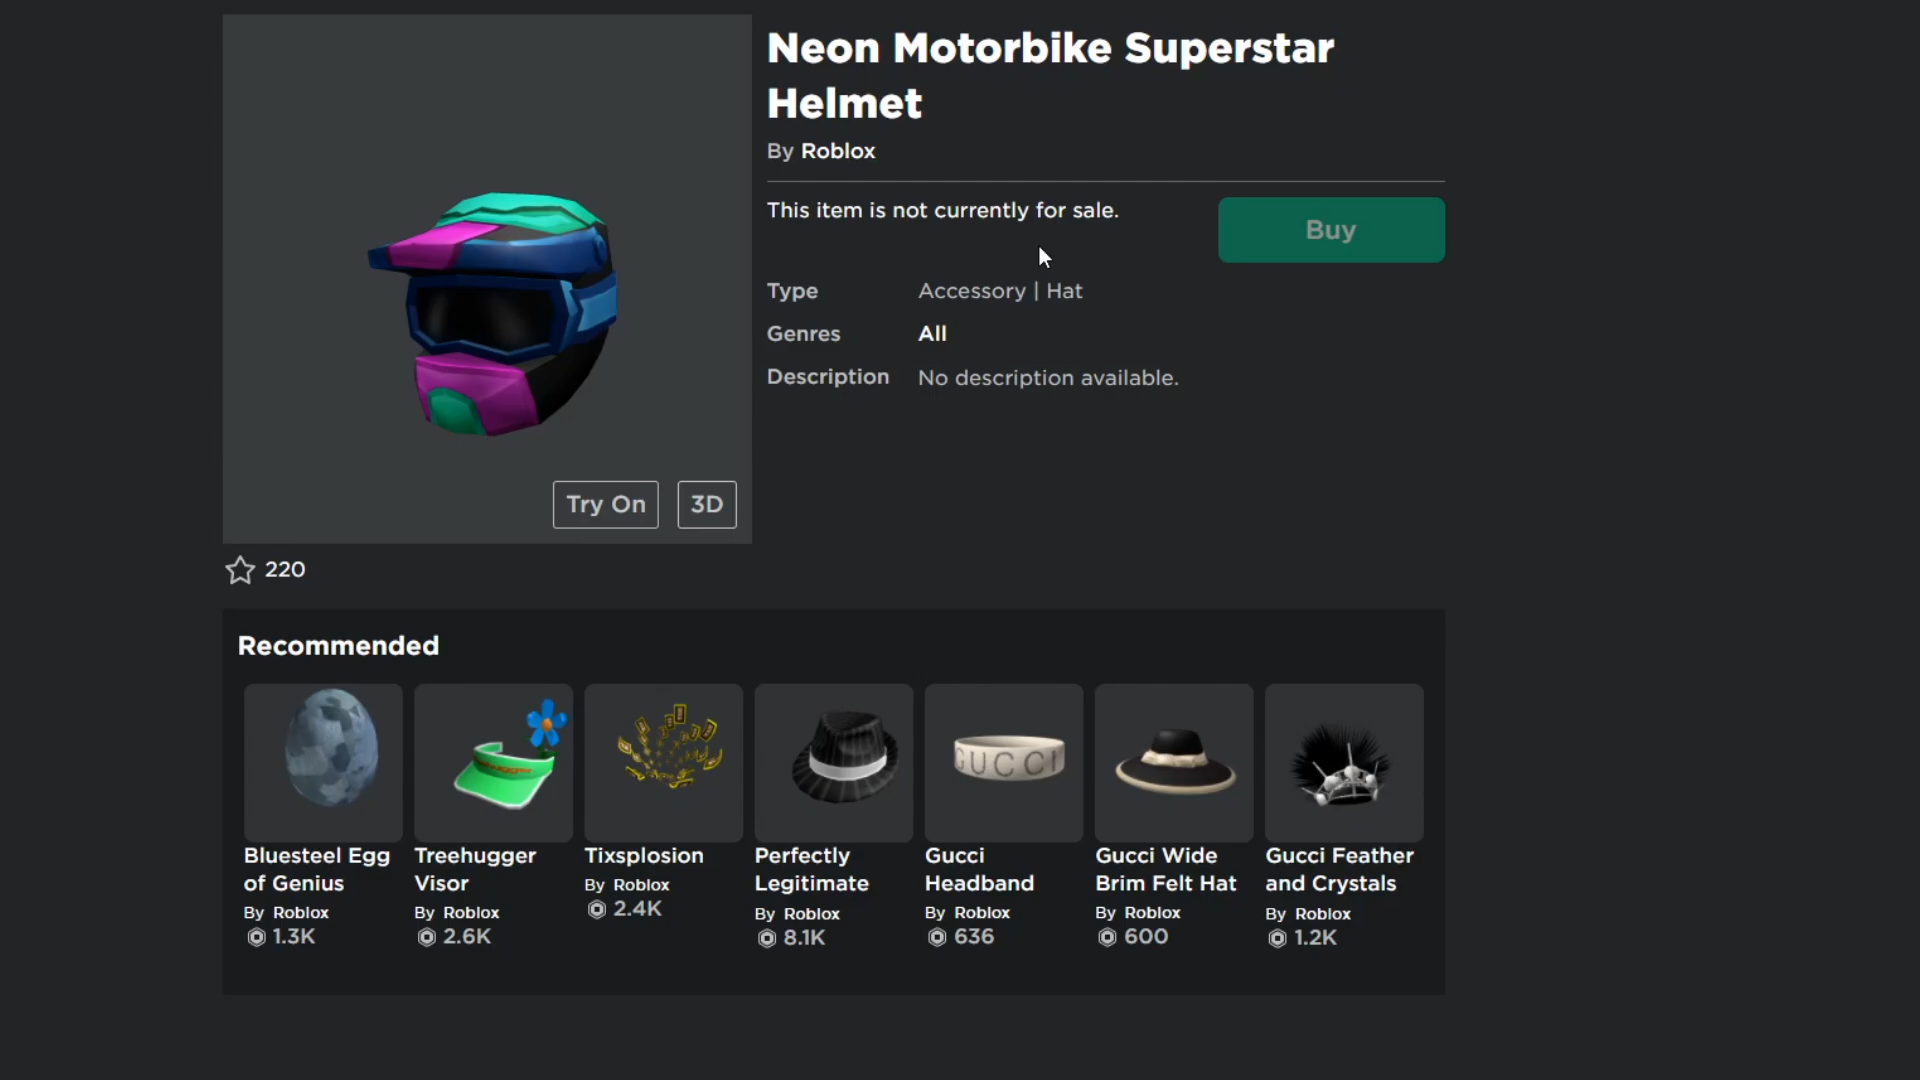 Neon Motorbike Superstar
Helmet
By Roblox
This item is not currently for sale.
Buy
Type Accessory | Hat
Genres All
Description No description available.
Try On
3D
220
Recommended
GUCCI
Bluesteel Egg
of Genius
By Roblox
1.3K
Treehugger
Visor
By Roblox
2.6K
Tixsplosion
By Roblox
2.4K
Perfectly
Legitimate
By Roblox
8.1K
Gucci
Headband
By Roblox
636
Gucci Wide
Brim Felt Hat
By Roblox
600
Gucci Feather
and Crystals
By Roblox
1.2K